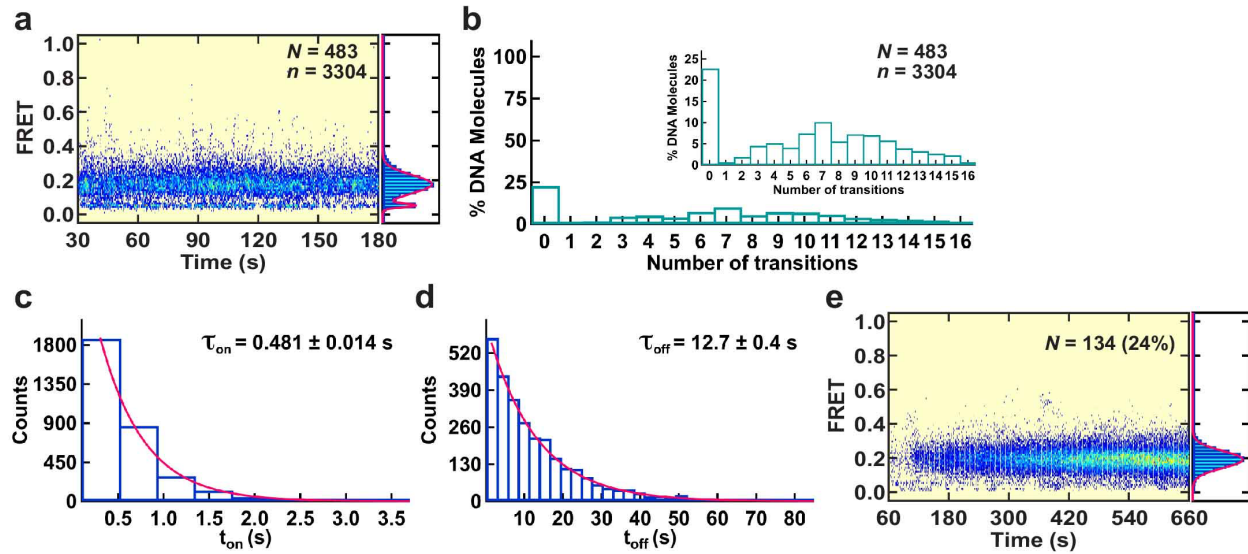 a
N = 483
n = 3304
FRET
1.0
0.8
0.6
0.4
0.2
0.0
30 60 90 120 150 180
Time (s)
b
N = 483
n = 3304
% DNA Molecules
100
75
50
25
0
0 1 2 3 4 5 6 7 8 9 10 11 12 13 14 15 16
Number of transitions
% DNA Molecules
25
20
15
10
5
0
0 1 2 3 4 5 6 7 8 9 10 11 12 13 14 15 16
Number of transitions
c
τon = 0.481 ± 0.014 s
Counts
1800
1350
900
450
0
0.5 1.0 1.5 2.0 2.5 3.0 3.5
ton (s)
d
τoff = 12.7 ± 0.4 s
Counts
520
390
260
130
0
10 20 30 40 50 60 70 80
toff (s)
e
N = 134 (24%)
FRET
1.0
0.8
0.6
0.4
0.2
0.0
60 180 300 420 540 660
Time (s)